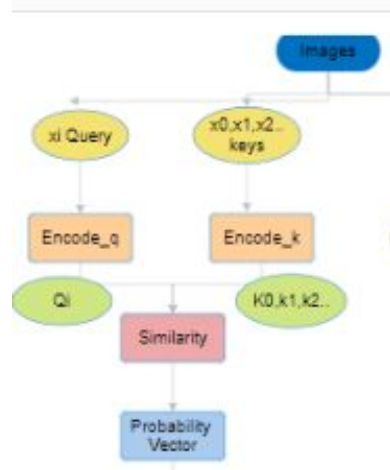 Images
xi Query
x0,x1,x2..
keys
Encode_q
Encode_k
Qi
K0,k1,k2..
Similarity
Probability
Vector